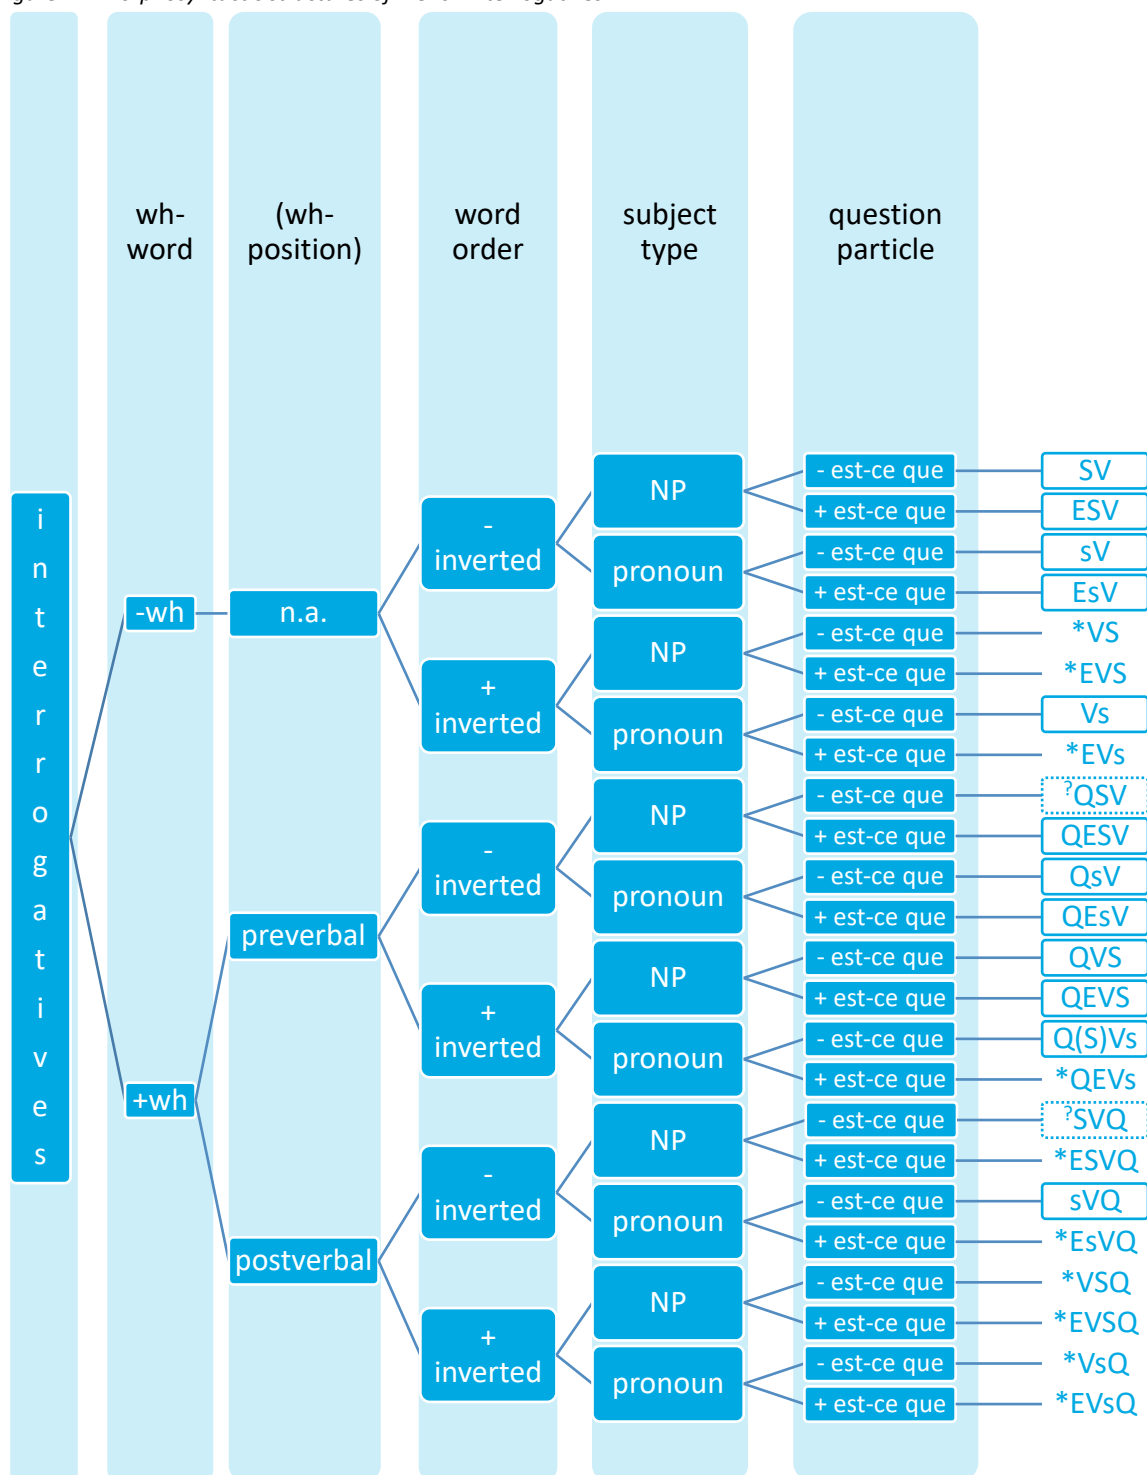 wh-
word
(wh-
position)
word
order
subject
type
question
particle
interrogatives
-wh
+wh
n.a.
preverbal
postverbal
-
inverted
+
inverted
-
inverted
+
inverted
-
inverted
+
inverted
NP
pronoun
NP
pronoun
NP
pronoun
NP
pronoun
NP
pronoun
NP
pronoun
- est-ce que
+ est-ce que
- est-ce que
+ est-ce que
- est-ce que
+ est-ce que
- est-ce que
+ est-ce que
- est-ce que
+ est-ce que
- est-ce que
+ est-ce que
- est-ce que
+ est-ce que
- est-ce que
+ est-ce que
- est-ce que
+ est-ce que
- est-ce que
+ est-ce que
- est-ce que
+ est-ce que
- est-ce que
+ est-ce que
SV
ESV
sV
EsV
*VS
*EVS
Vs
*EVs
?QSV
QESV
QsV
QEsV
QVS
QEVS
Q(S)Vs
*QEVs
?SVQ
*ESVQ
sVQ
*EsVQ
*VSQ
*EVSQ
*VsQ
*EVsQ